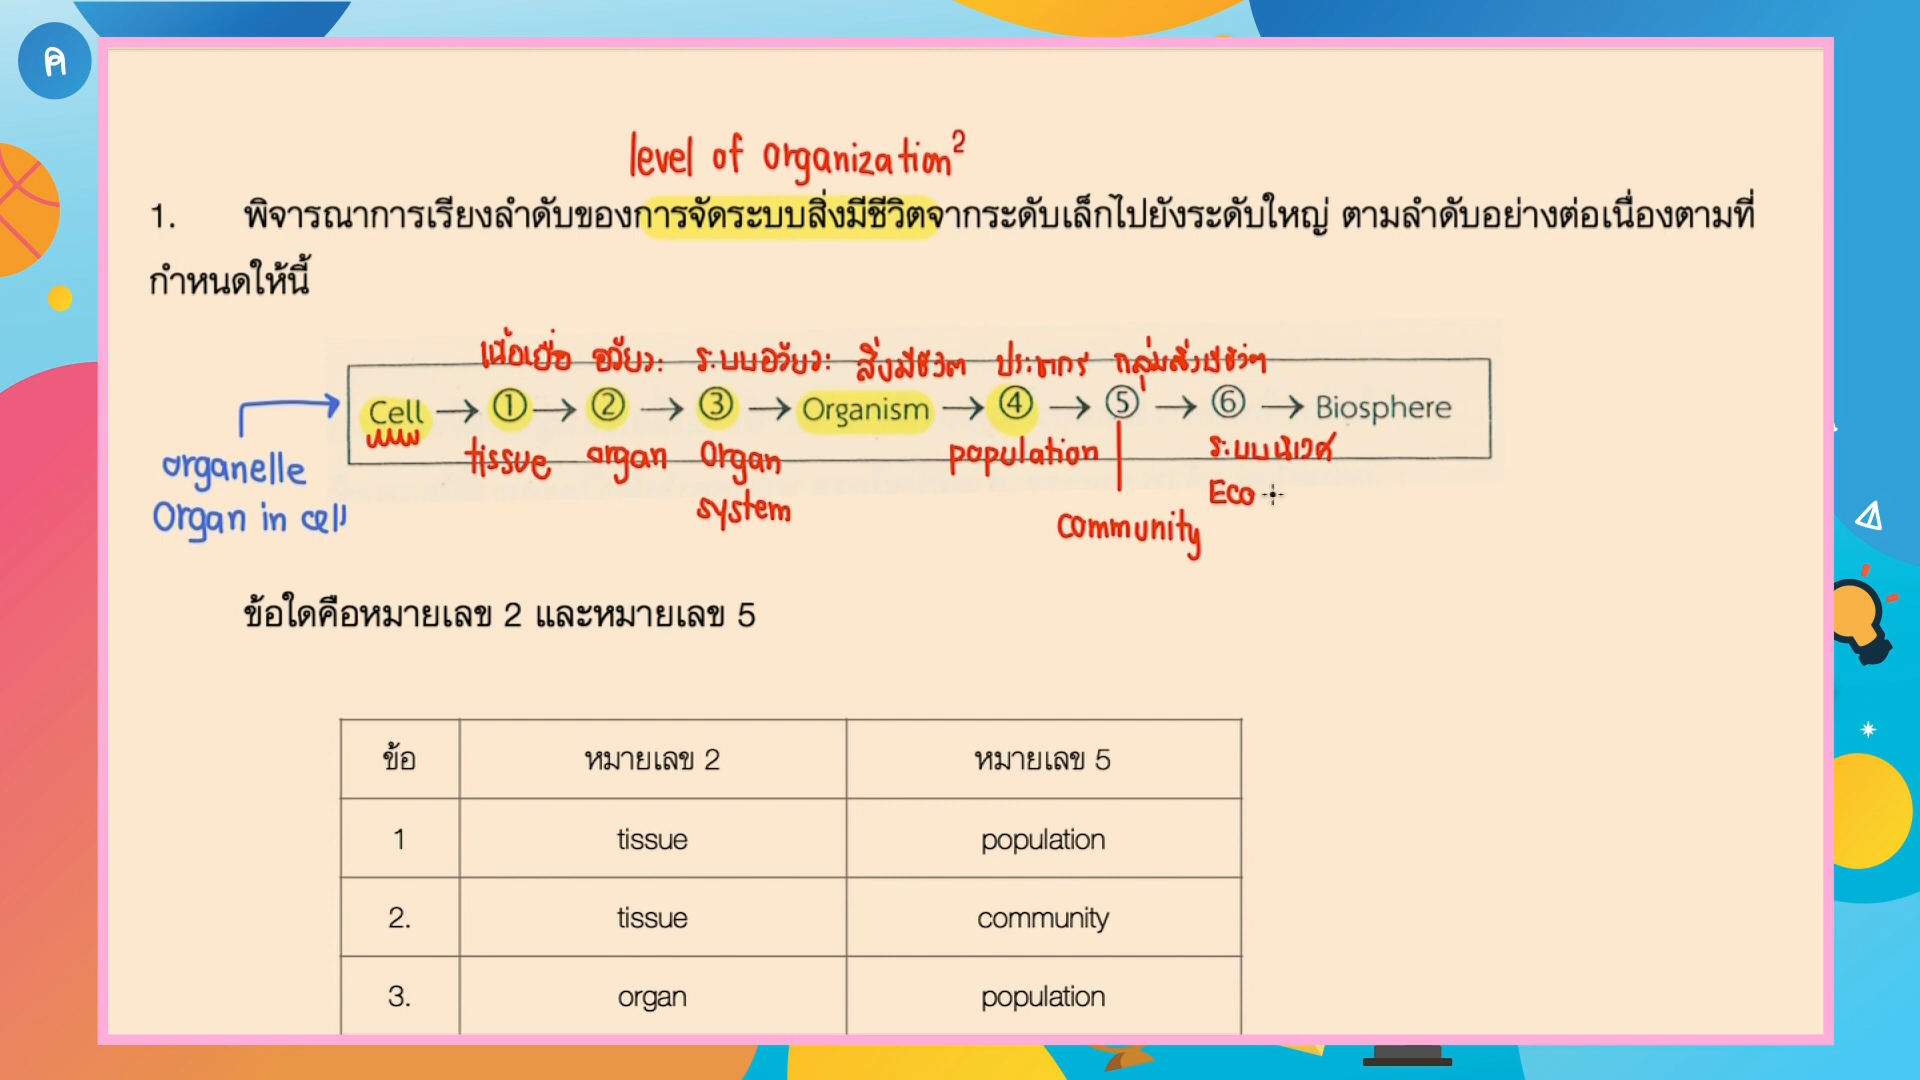 ค
level of organization²
1. พิจารณาการเรียงลำดับของการจัดระบบสิ่งมีชีวิตจากระดับเล็กไปยังระดับใหญ่ ตามลำดับอย่างต่อเนื่องตามที่
กำหนดให้นี้
เนื้อเยื่อ อวัยวะ ระบบอวัยวะ สิ่งมีชีวิต ประชากร กลุ่มสิ่งมีชีวิต
Cell → ① → ② → ③ → Organism → ④ → ⑤ → ⑥ → Biosphere
tissue organ Organ system population community ระบบนิเวศ Eco
organelle
Organ in cell
ข้อใดคือหมายเลข 2 และหมายเลข 5
ข้อ หมายเลข 2 หมายเลข 5
1 tissue population
2. tissue community
3. organ population